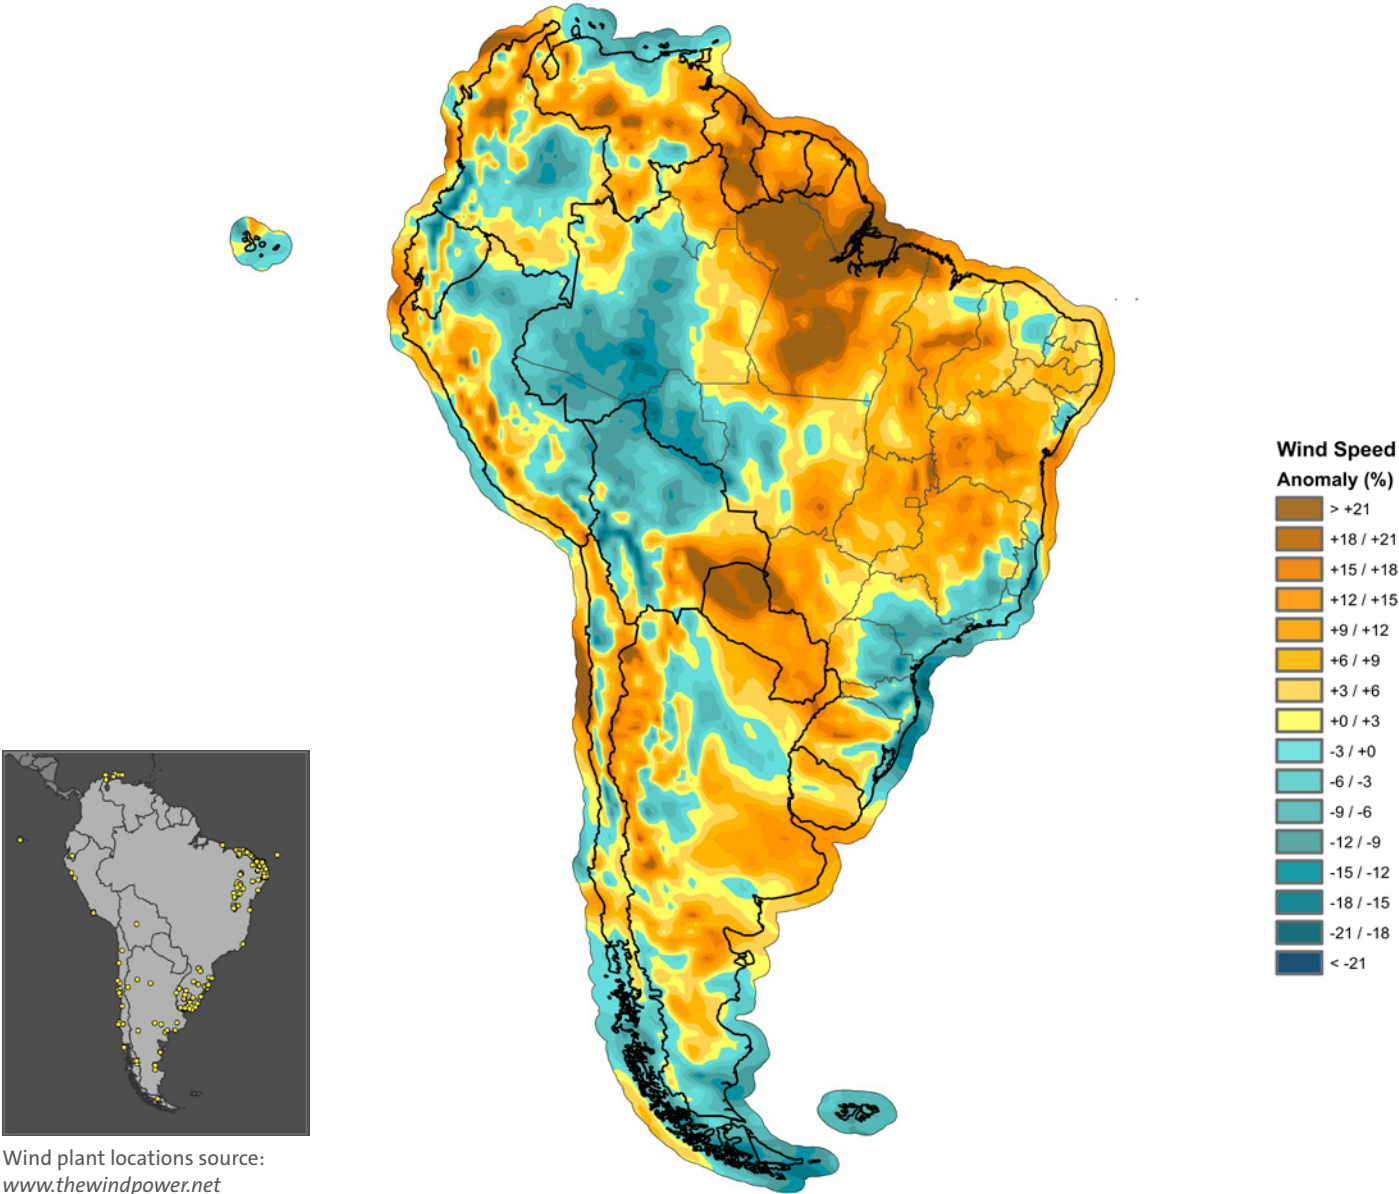 Wind Speed
Anomaly (%)
> +21
+18 / +21
+15 / +18
+12 / +15
+9 / +12
+6 / +9
+3 / +6
+0 / +3
-3 / +0
-6 / -3
-9 / -6
-12 / -9
-15 / -12
-18 / -15
-21 / -18
< -21
Wind plant locations source:
www.thewindpower.net